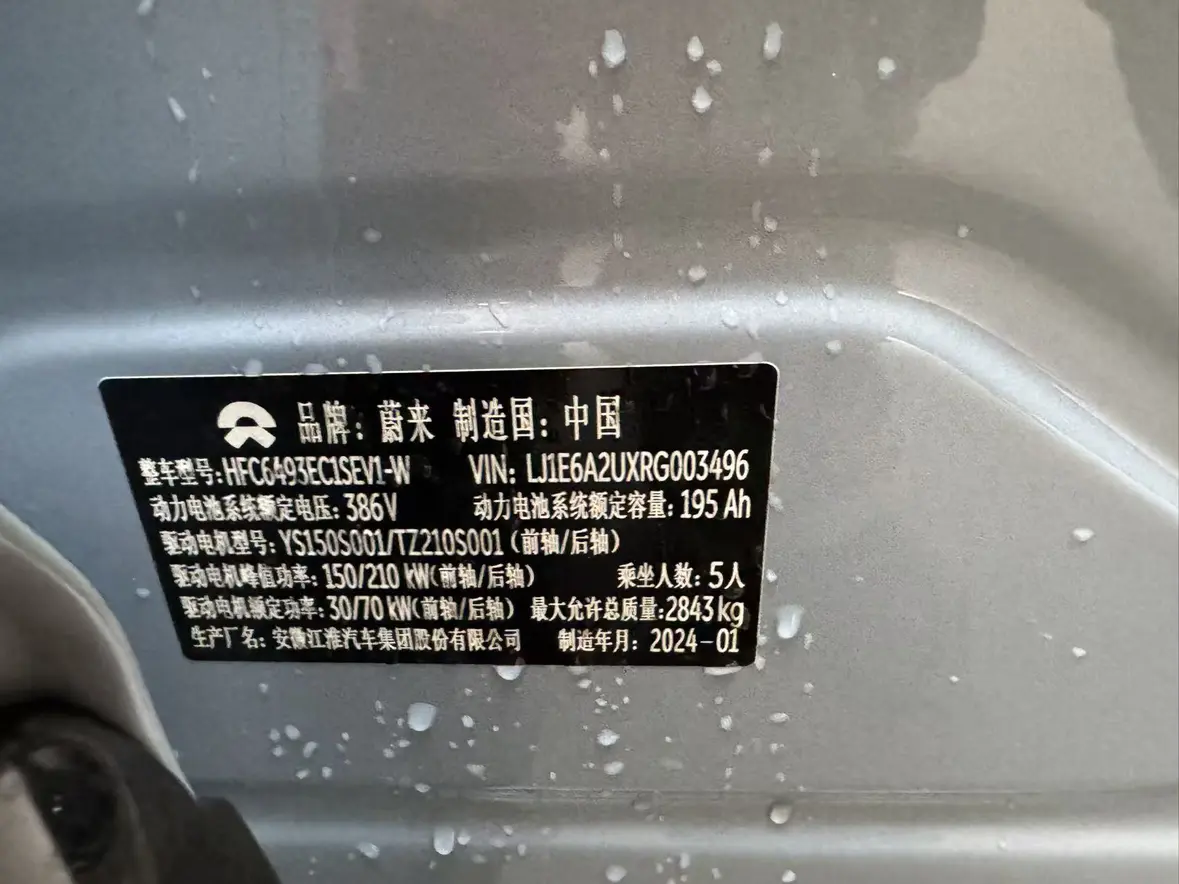 品牌：蔚来 制造国：中国
整车型号：HFC6493EC1SEV1-W VIN：LJ1E6A2UXRG003496
动力电池系统额定电压：386V 动力电池系统额定容量：195 Ah
驱动电机型号：YS150S001/TZ210S001（前轴/后轴）
驱动电机峰值功率：150/210 kW（前轴/后轴） 乘坐人数：5人
驱动电机额定功率：30/70 kW（前轴/后轴） 最大允许总质量：2843 kg
生产厂名：安徽江淮汽车集团股份有限公司 制造年月：2024-01